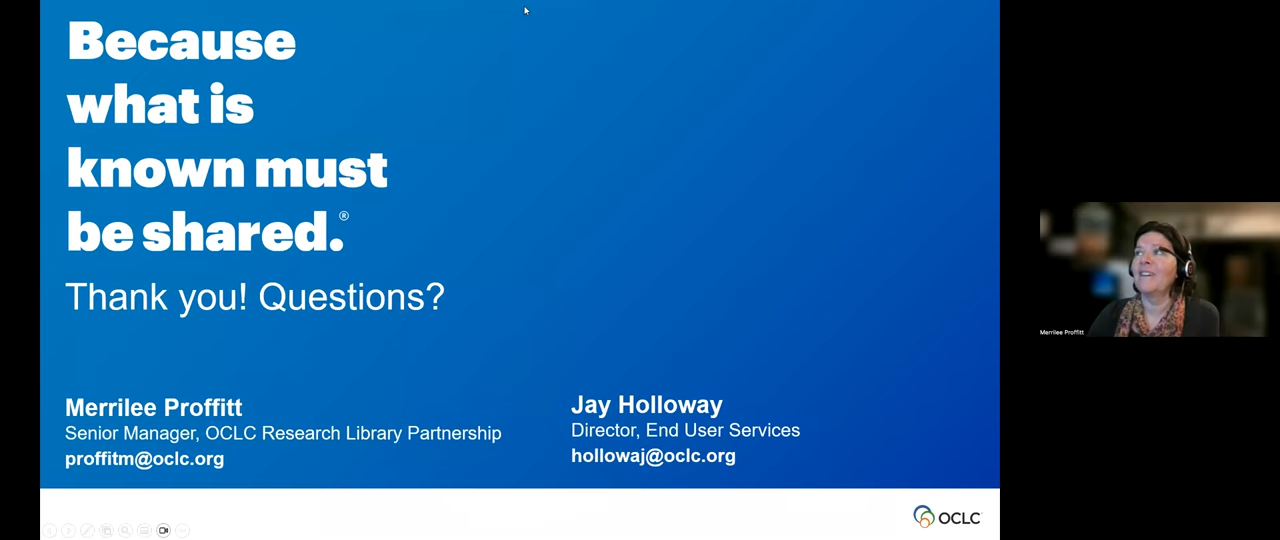 Because
what is
known must
be shared.®
Thank you! Questions?
Merrilee Proffitt
Senior Manager, OCLC Research Library Partnership
proffitm@oclc.org
Jay Holloway
Director, End User Services
hollowaj@oclc.org
OCLC
Merrilee Proffitt